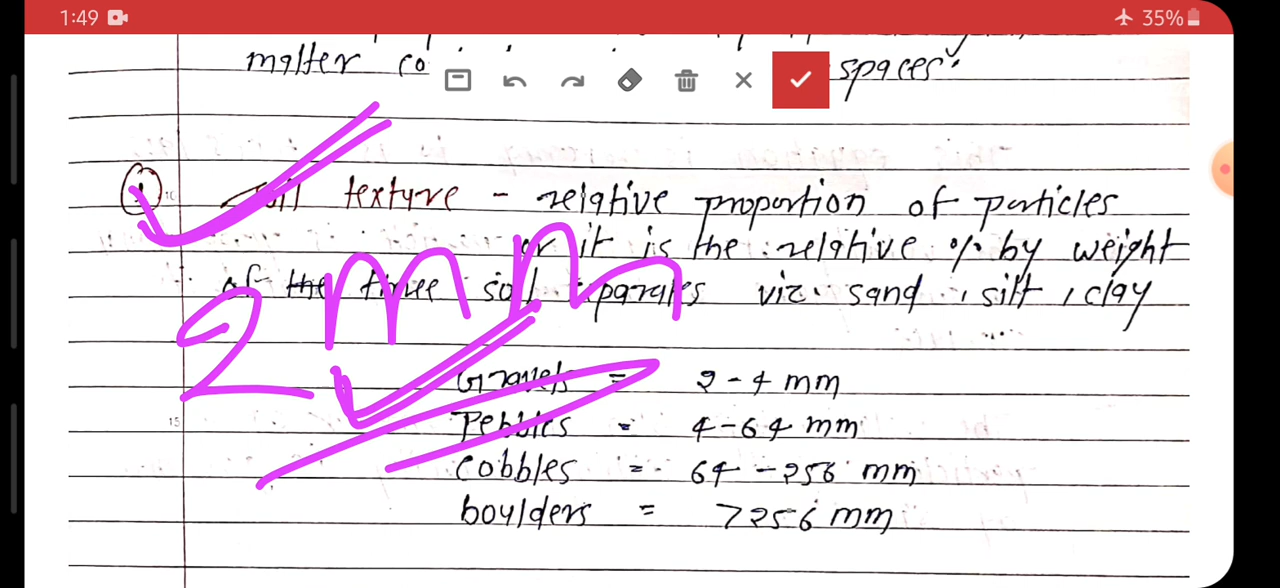 1:49 35%
matter co spaces.
① Soil texture - relative proportion of particles
or it is the relative % by weight
of the three soil separates viz. sand, silt, clay
2mm
Gravels = 2-4 mm
Pebbles = 4-64 mm
cobbles = 64-256 mm
boulders = >256 mm